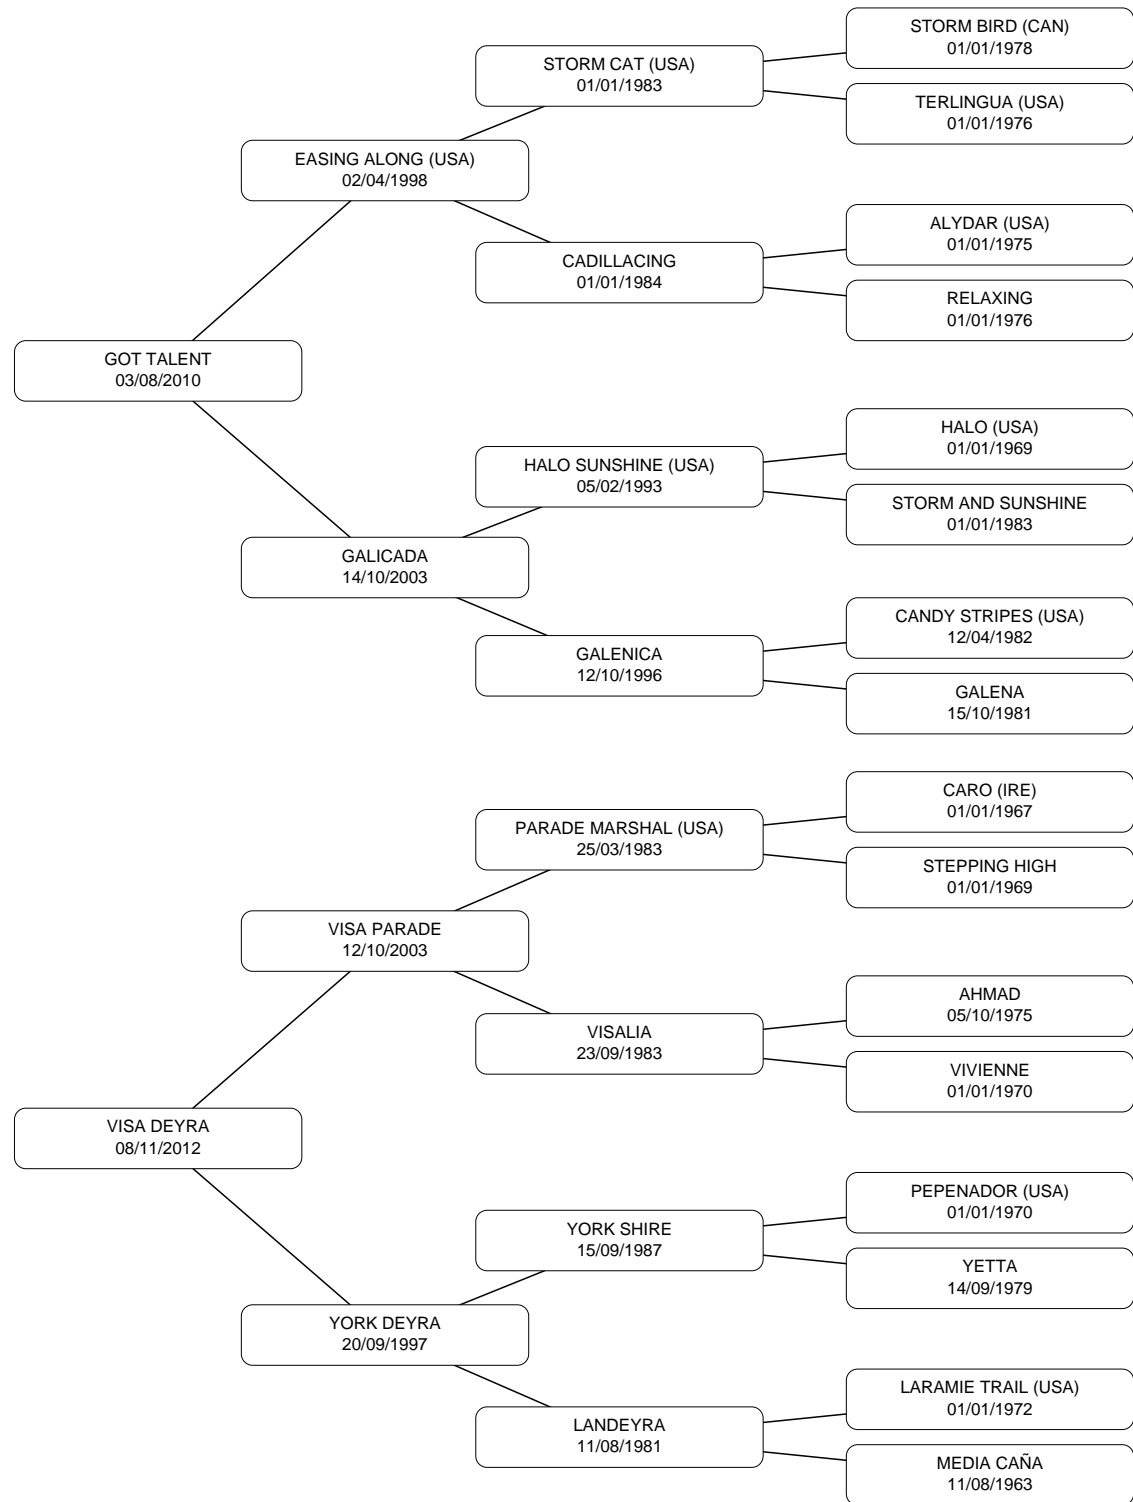 STORM BIRD (CAN)
01/01/1978
STORM CAT (USA)
01/01/1983
TERLINGUA (USA)
01/01/1976
EASING ALONG (USA)
02/04/1998
ALYDAR (USA)
01/01/1975
CADILLACING
01/01/1984
RELAXING
01/01/1976
GOT TALENT
03/08/2010
HALO (USA)
01/01/1969
HALO SUNSHINE (USA)
05/02/1993
STORM AND SUNSHINE
01/01/1983
GALICADA
14/10/2003
CANDY STRIPES (USA)
12/04/1982
GALENICA
12/10/1996
GALENA
15/10/1981
CARO (IRE)
01/01/1967
PARADE MARSHAL (USA)
25/03/1983
STEPPING HIGH
01/01/1969
VISA PARADE
12/10/2003
AHMAD
05/10/1975
VISALIA
23/09/1983
VIVIENNE
01/01/1970
VISA DEYRA
08/11/2012
PEPENADOR (USA)
01/01/1970
YORK SHIRE
15/09/1987
YETTA
14/09/1979
YORK DEYRA
20/09/1997
LARAMIE TRAIL (USA)
01/01/1972
LANDEYRA
11/08/1981
MEDIA CAÑA
11/08/1963